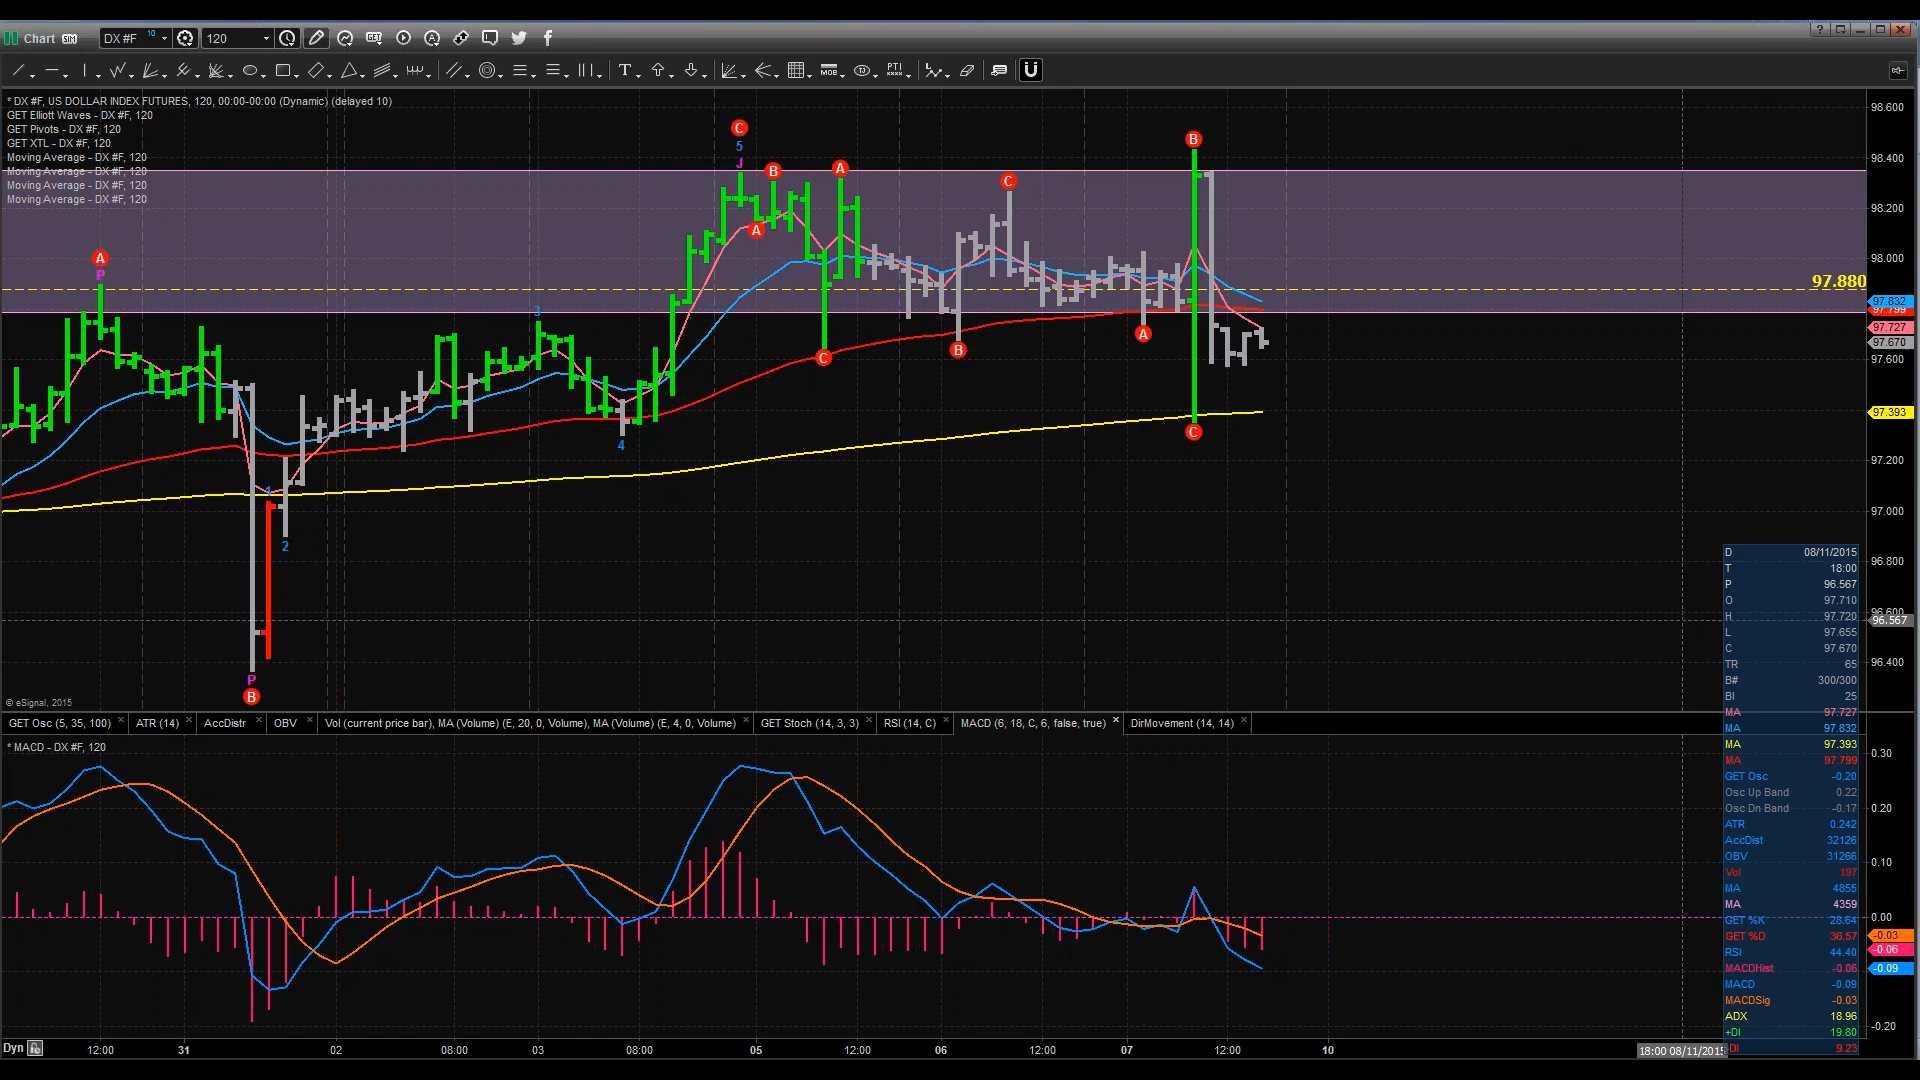 Chart SIM DX #F 10 120 GET
T MOB TJ PTI
* DX #F, US DOLLAR INDEX FUTURES, 120, 00:00-00:00 (Dynamic) (delayed 10)
GET Elliott Waves - DX #F, 120
GET Pivots - DX #F, 120
GET XTL - DX #F, 120
Moving Average - DX #F, 120
Moving Average - DX #F, 120
Moving Average - DX #F, 120
Moving Average - DX #F, 120
A
P
P
B
1
2
3
4
C
5
J
A
B
C
A
B
C
A
B
C
97.880
98.600
98.400
98.200
98.000
97.832
97.799
97.727
97.670
97.600
97.393
97.200
97.000
96.800
96.600
96.567
96.400
© eSignal, 2015
D 08/11/2015
T 18:00
P 96.567
O 97.710
H 97.720
L 97.655
C 97.670
TR 65
B# 300/300
BI 25
MA 97.727
MA 97.832
MA 97.393
MA 97.799
GET Osc -0.20
Osc Up Band 0.22
Osc Dn Band -0.17
ATR 0.242
AccDist 32126
OBV 31266
Vol 197
MA 4855
MA 4359
GET %K 28.64
GET %D 36.57
RSI 44.40
MACDHist -0.06
MACD -0.09
MACDSig -0.03
ADX 18.96
+DI 19.80
-DI 9.23
GET Osc (5, 35, 100) ATR (14) AccDistr OBV Vol (current price bar), MA (Volume) (E, 20, 0, Volume), MA (Volume) (E, 4, 0, Volume) GET Stoch (14, 3, 3) RSI (14, C) MACD (6, 18, C, 6, false, true) DirMovement (14, 14)
* MACD - DX #F, 120
0.30
0.20
0.10
0.00
-0.03
-0.06
-0.09
-0.20
Dyn 12:00 31 02 08:00 03 08:00 05 12:00 06 12:00 07 12:00 10 18:00 08/11/2015